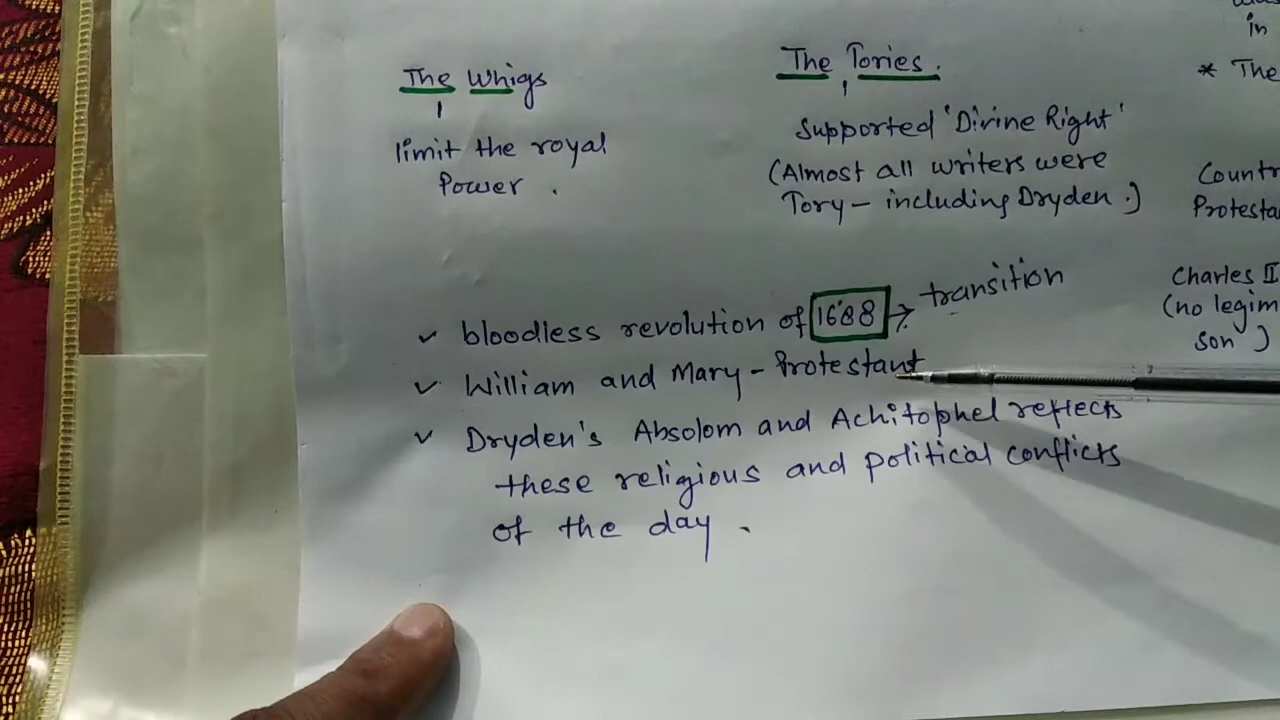 The Whigs
limit the royal
Power .
The Tories .
Supported 'Divine Right'
(Almost all writers were
Tory - including Dryden .)
✓ bloodless revolution of 1688 → transition
✓ William and Mary - Protestant
✓ Dryden's Absolom and Achitophel reflects
these religious and political conflicts
of the day .
in
* The
Countr
Protesta
Charles II
(no legim
son )